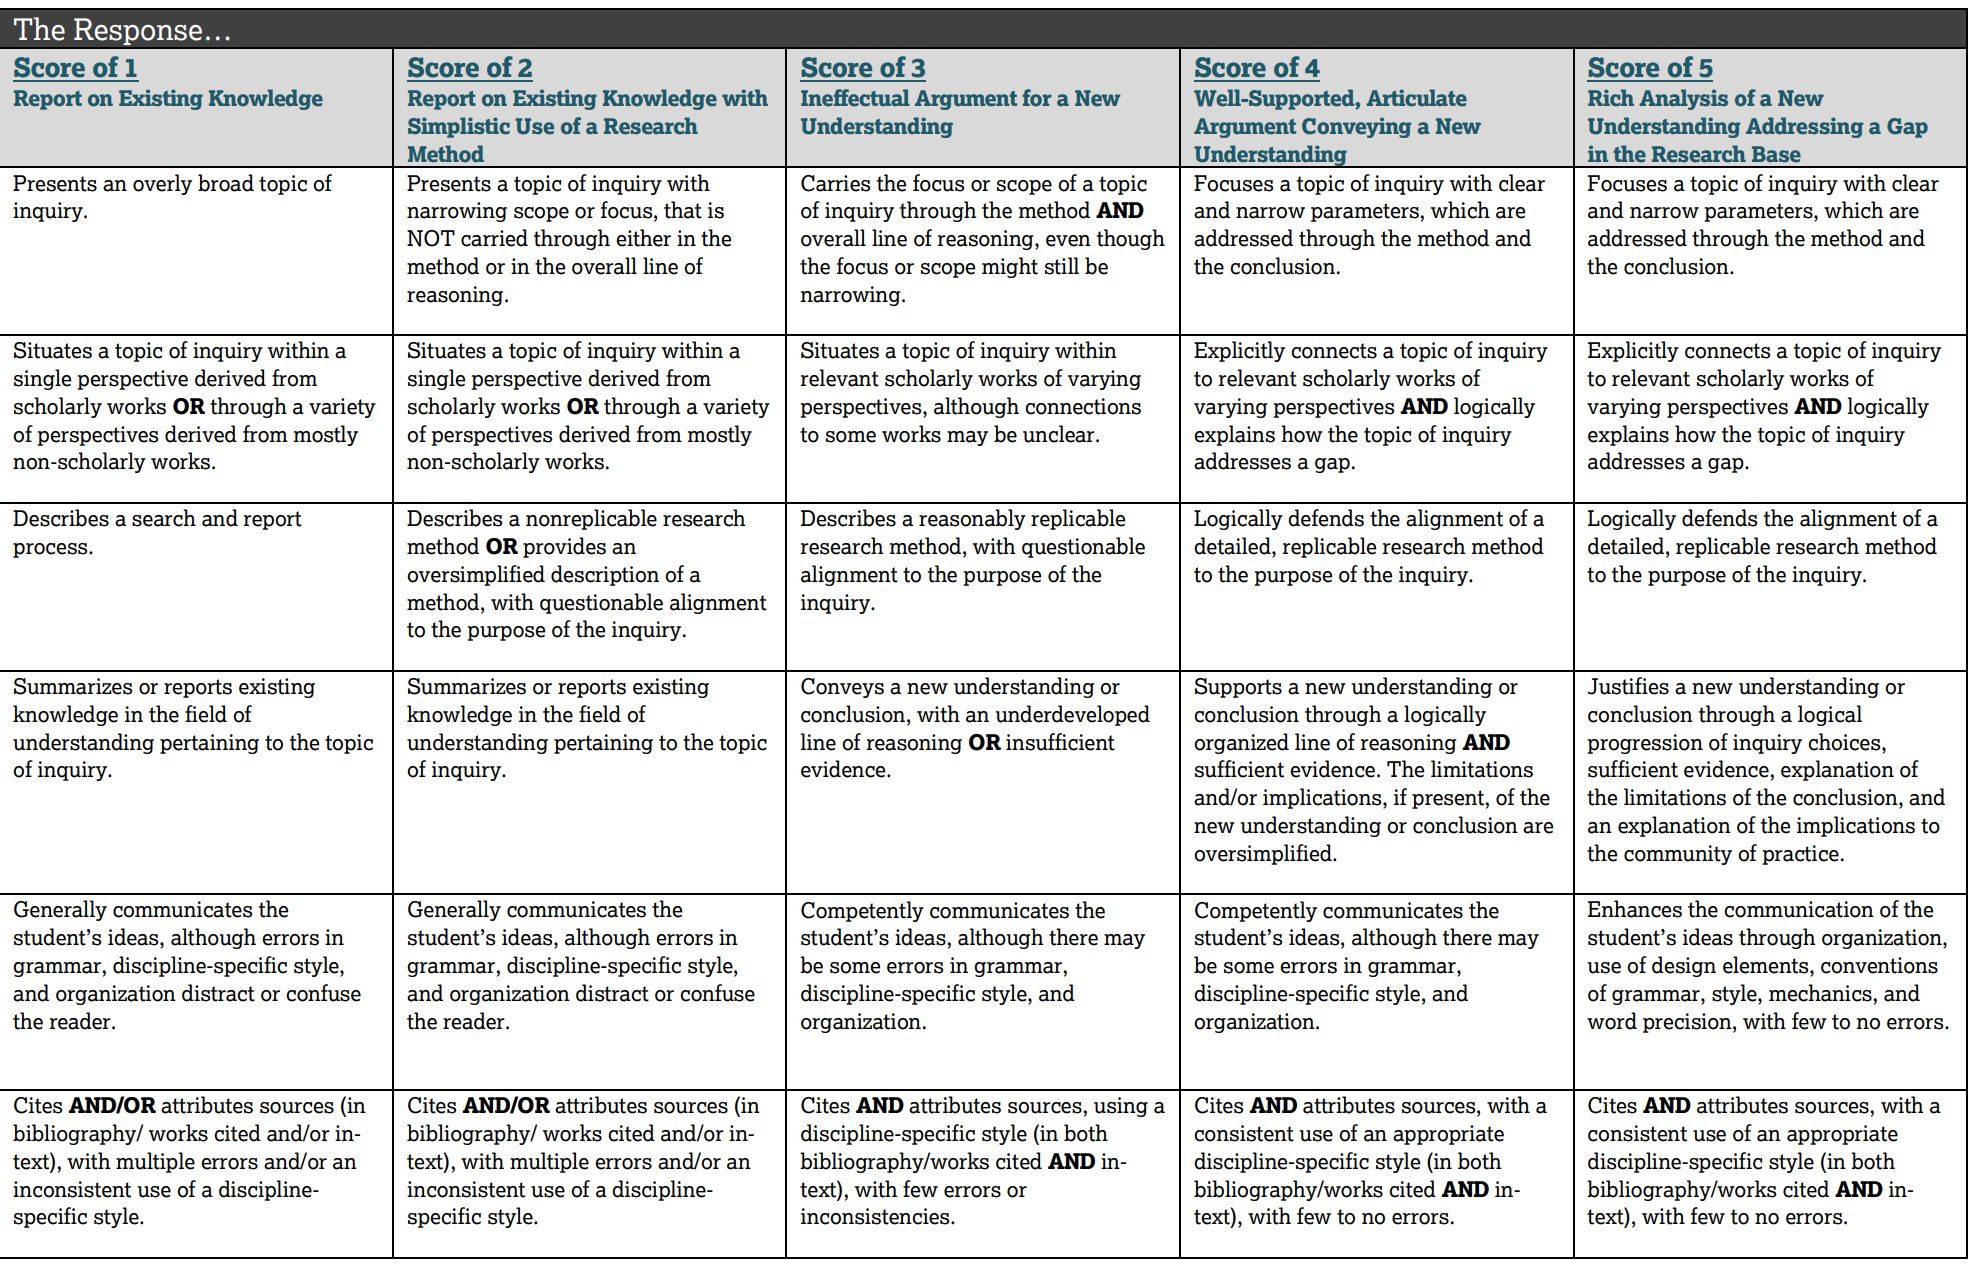 The Response…
Score of 1
Report on Existing Knowledge
Score of 2
Report on Existing Knowledge with
Simplistic Use of a Research
Method
Score of 3
Ineffectual Argument for a New
Understanding
Score of 4
Well-Supported, Articulate
Argument Conveying a New
Understanding
Score of 5
Rich Analysis of a New
Understanding Addressing a Gap
in the Research Base
Presents an overly broad topic of
inquiry.
Presents a topic of inquiry with
narrowing scope or focus, that is
NOT carried through either in the
method or in the overall line of
reasoning.
Carries the focus or scope of a topic
of inquiry through the method AND
overall line of reasoning, even though
the focus or scope might still be
narrowing.
Focuses a topic of inquiry with clear
and narrow parameters, which are
addressed through the method and
the conclusion.
Focuses a topic of inquiry with clear
and narrow parameters, which are
addressed through the method and
the conclusion.
Situates a topic of inquiry within a
single perspective derived from
scholarly works OR through a variety
of perspectives derived from mostly
non-scholarly works.
Situates a topic of inquiry within a
single perspective derived from
scholarly works OR through a variety
of perspectives derived from mostly
non-scholarly works.
Situates a topic of inquiry within
relevant scholarly works of varying
perspectives, although connections
to some works may be unclear.
Explicitly connects a topic of inquiry
to relevant scholarly works of
varying perspectives AND logically
explains how the topic of inquiry
addresses a gap.
Explicitly connects a topic of inquiry
to relevant scholarly works of
varying perspectives AND logically
explains how the topic of inquiry
addresses a gap.
Describes a search and report
process.
Describes a nonreplicable research
method OR provides an
oversimplified description of a
method, with questionable alignment
to the purpose of the inquiry.
Describes a reasonably replicable
research method, with questionable
alignment to the purpose of the
inquiry.
Logically defends the alignment of a
detailed, replicable research method
to the purpose of the inquiry.
Logically defends the alignment of a
detailed, replicable research method
to the purpose of the inquiry.
Summarizes or reports existing
knowledge in the field of
understanding pertaining to the topic
of inquiry.
Summarizes or reports existing
knowledge in the field of
understanding pertaining to the topic
of inquiry.
Conveys a new understanding or
conclusion, with an underdeveloped
line of reasoning OR insufficient
evidence.
Supports a new understanding or
conclusion through a logically
organized line of reasoning AND
sufficient evidence. The limitations
and/or implications, if present, of the
new understanding or conclusion are
oversimplified.
Justifies a new understanding or
conclusion through a logical
progression of inquiry choices,
sufficient evidence, explanation of
the limitations of the conclusion, and
an explanation of the implications to
the community of practice.
Generally communicates the
student’s ideas, although errors in
grammar, discipline-specific style,
and organization distract or confuse
the reader.
Generally communicates the
student’s ideas, although errors in
grammar, discipline-specific style,
and organization distract or confuse
the reader.
Competently communicates the
student’s ideas, although there may
be some errors in grammar,
discipline-specific style, and
organization.
Competently communicates the
student’s ideas, although there may
be some errors in grammar,
discipline-specific style, and
organization.
Enhances the communication of the
student’s ideas through organization,
use of design elements, conventions
of grammar, style, mechanics, and
word precision, with few to no errors.
Cites AND/OR attributes sources (in
bibliography/ works cited and/or in-
text), with multiple errors and/or an
inconsistent use of a discipline-
specific style.
Cites AND/OR attributes sources (in
bibliography/ works cited and/or in-
text), with multiple errors and/or an
inconsistent use of a discipline-
specific style.
Cites AND attributes sources, using a
discipline-specific style (in both
bibliography/works cited AND in-
text), with few errors or
inconsistencies.
Cites AND attributes sources, with a
consistent use of an appropriate
discipline-specific style (in both
bibliography/works cited AND in-
text), with few to no errors.
Cites AND attributes sources, with a
consistent use of an appropriate
discipline-specific style (in both
bibliography/works cited AND in-
text), with few to no errors.